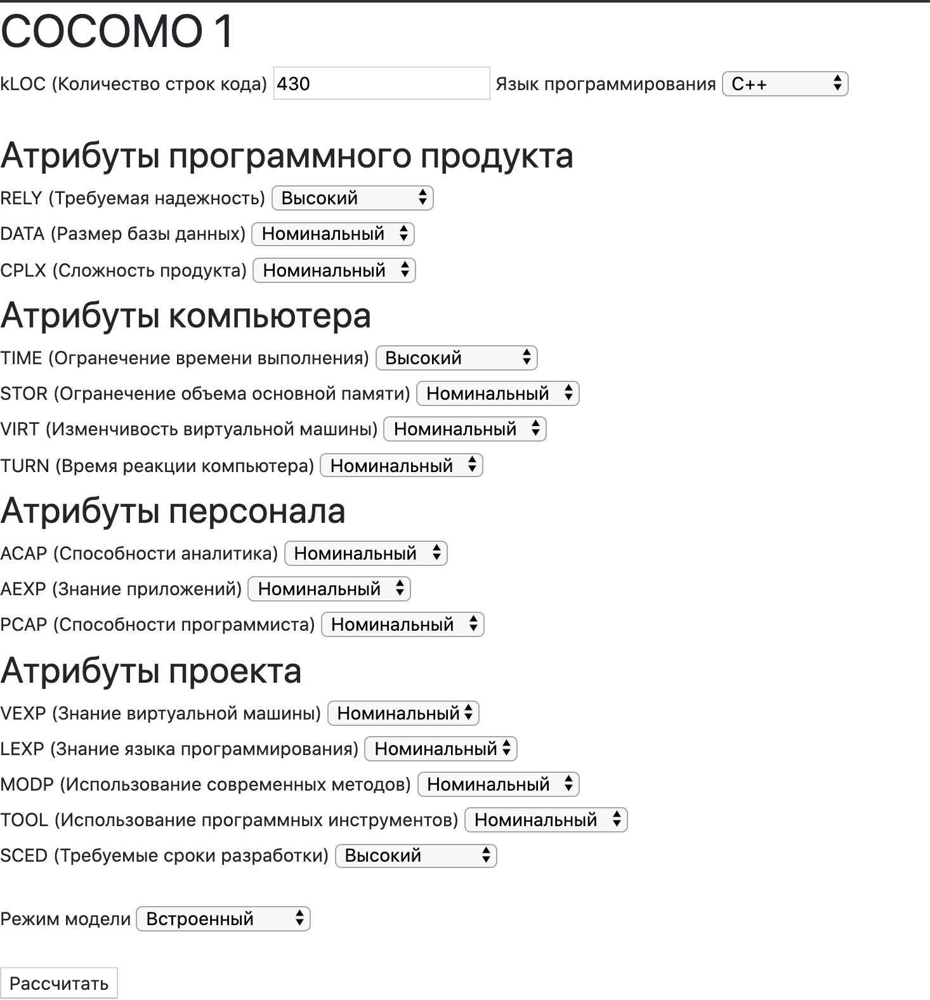 COCOMO 1
kLOC (Количество строк кода) 430 Язык программирования C++
Атрибуты программного продукта
RELY (Требуемая надежность) Высокий
DATA (Размер базы данных) Номинальный
CPLX (Сложность продукта) Номинальный
Атрибуты компьютера
TIME (Огранечение времени выполнения) Высокий
STOR (Огранечение объема основной памяти) Номинальный
VIRT (Изменчивость виртуальной машины) Номинальный
TURN (Время реакции компьютера) Номинальный
Атрибуты персонала
ACAP (Способности аналитика) Номинальный
AEXP (Знание приложений) Номинальный
PCAP (Способности программиста) Номинальный
Атрибуты проекта
VEXP (Знание виртуальной машины) Номинальный
LEXP (Знание языка программирования) Номинальный
MODP (Использование современных методов) Номинальный
TOOL (Использование программных инструментов) Номинальный
SCED (Требуемые сроки разработки) Высокий
Режим модели Встроенный
Рассчитать